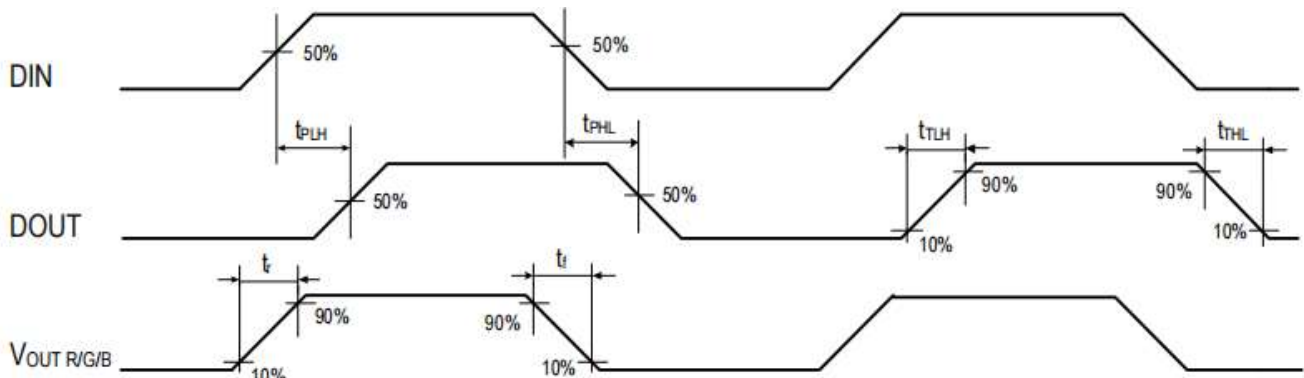 DIN
50%
50%
tPLH
tPHL
tTLH
tTHL
DOUT
50%
50%
90%
10%
90%
10%
tr
tf
VOUT R/G/B
90%
10%
90%
10%